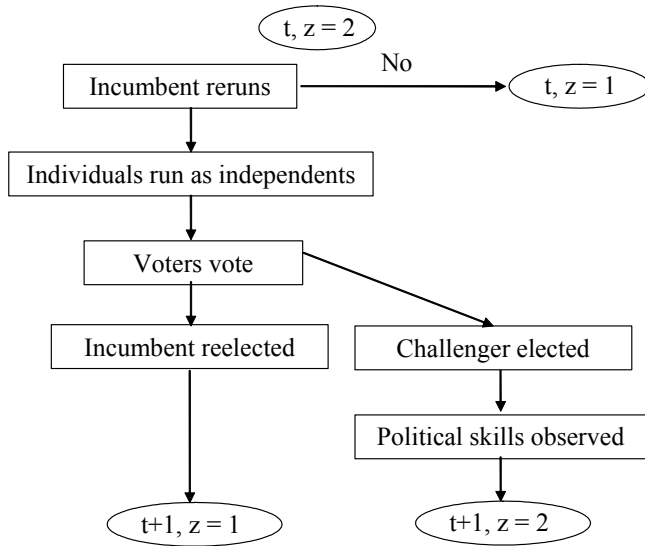 t, z = 2
No
Incumbent reruns
t, z = 1
Individuals run as independents
Voters vote
Incumbent reelected
Challenger elected
Political skills observed
t+1, z = 1
t+1, z = 2